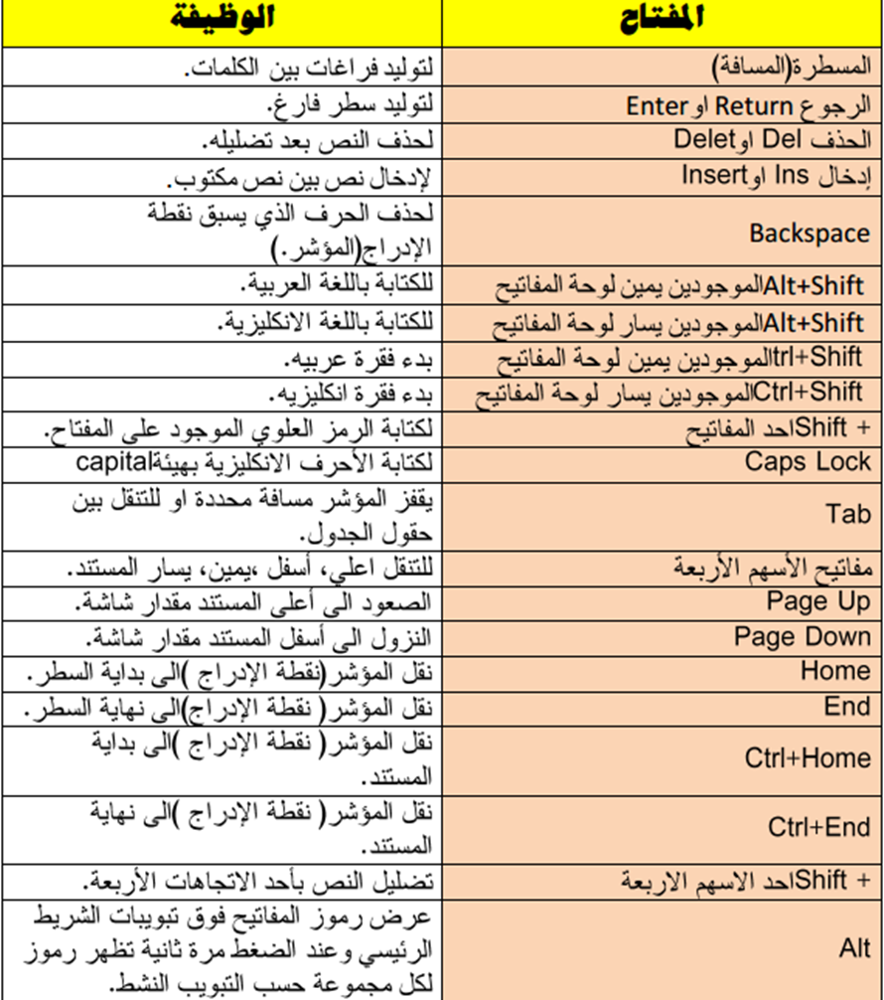 المفتاح	الوظيفة
المسطرة(المسافة)	لتوليد فراغات بين الكلمات.
الرجوع Return او Enter	لتوليد سطر فارغ.
الحذف Del اوDelet	لحذف النص بعد تضليله.
إدخال Ins اوInsert	لإدخال نص بين نص مكتوب.
Backspace	لحذف الحرف الذي يسبق نقطة
الإدراج(المؤشر.)
Alt+Shiftالموجودين يمين لوحة المفاتيح	للكتابة باللغة العربية.
Alt+Shiftالموجودين يسار لوحة المفاتيح	للكتابة باللغة الانكليزية.
trl+Shiftالموجودين يمين لوحة المفاتيح	بدء فقرة عربيه.
Ctrl+Shiftالموجودين يسار لوحة المفاتيح	بدء فقرة انكليزيه.
+ Shiftاحد المفاتيح	لكتابة الرمز العلوي الموجود على المفتاح.
Caps Lock	لكتابة الأحرف الانكليزية بهيئةcapital
Tab	يقفز المؤشر مسافة محددة او للتنقل بين
حقول الجدول.
مفاتيح الأسهم الأربعة	للتنقل اعلي، أسفل ،يمين، يسار المستند.
Page Up	الصعود الى أعلى المستند مقدار شاشة.
Page Down	النزول الى أسفل المستند مقدار شاشة.
Home	نقل المؤشر(نقطة الإدراج )الى بداية السطر.
End	نقل المؤشر( نقطة الإدراج)الى نهاية السطر.
Ctrl+Home	نقل المؤشر( نقطة الإدراج )الى بداية
المستند.
Ctrl+End	نقل المؤشر( نقطة الإدراج )الى نهاية
المستند.
+ Shiftاحد الاسهم الاربعة	تضليل النص بأحد الاتجاهات الأربعة.
Alt	عرض رموز المفاتيح فوق تبويبات الشريط
الرئيسي وعند الضغط مرة ثانية تظهر رموز
لكل مجموعة حسب التبويب النشط.